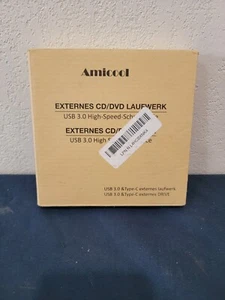 Amicool
EXTERNES CD/DVD LAUFWERK
USB 3.0 High-Speed-Sch
EXTERNES CD/
USB 3.0 High
USB 3.0 &Type-C externes laufwerk
USB 3.0 &Type-C externes DRIVE